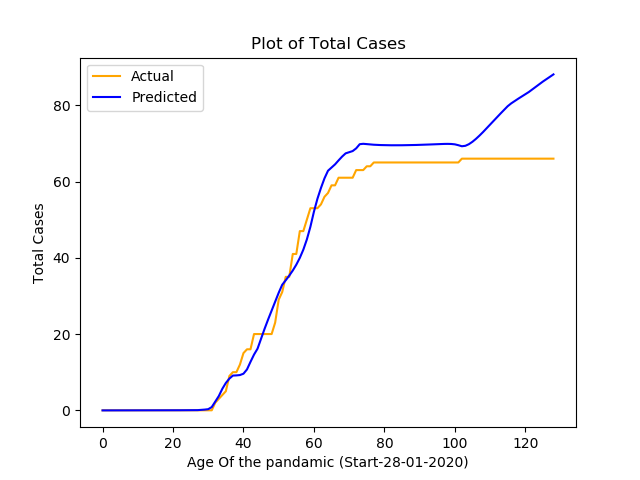 Plot of Total Cases
Actual
Predicted
80
60
40
20
0
Total Cases
0 20 40 60 80 100 120
Age Of the pandamic (Start-28-01-2020)